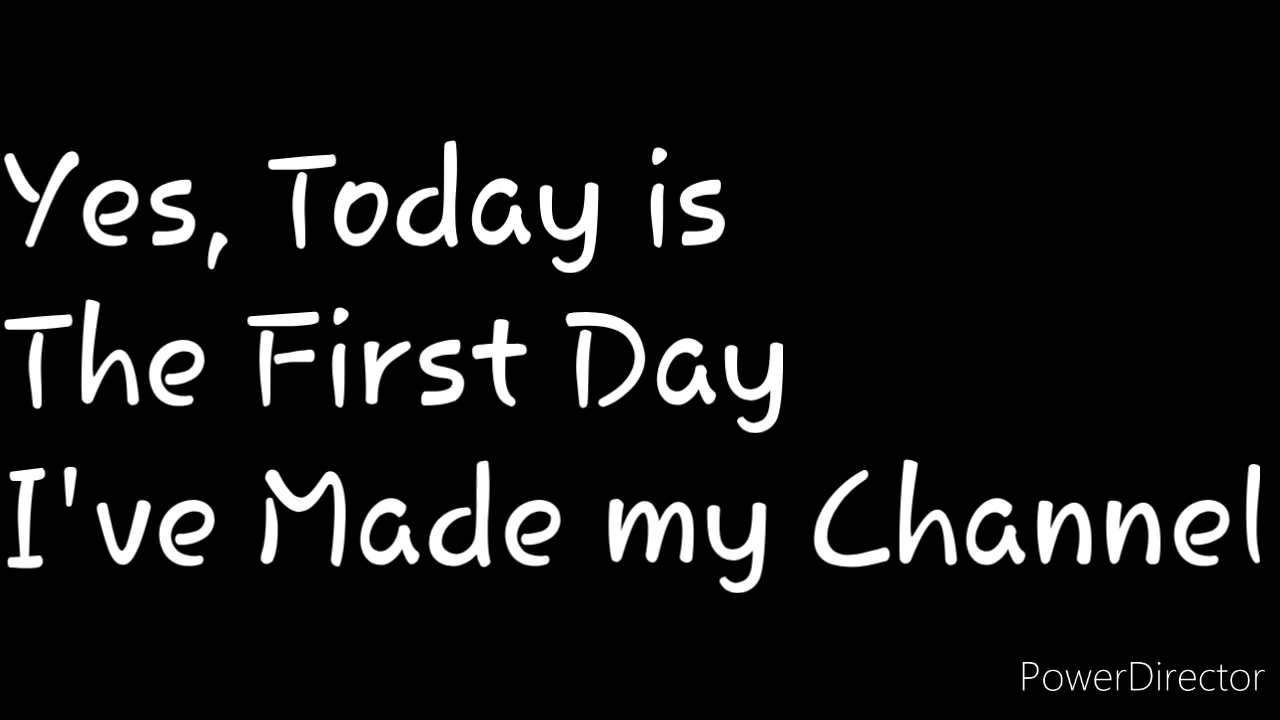 Yes, Today is
The First Day
I've Made my Channel
PowerDirector